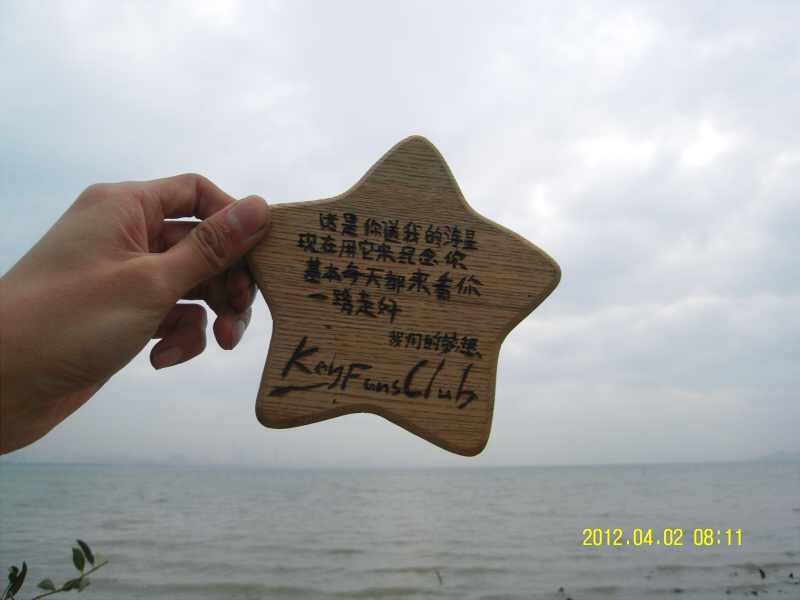 这是你送我的海星
现在用它来纪念你
基本每天都来看你
一路走好
我们的梦想
KeyFansClub
2012.04.02 08:11